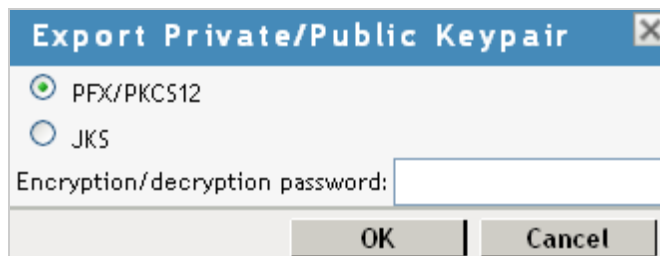 Export Private/Public Keypair
PFX/PKCS12
JKS
Encryption/decryption password:
OK Cancel